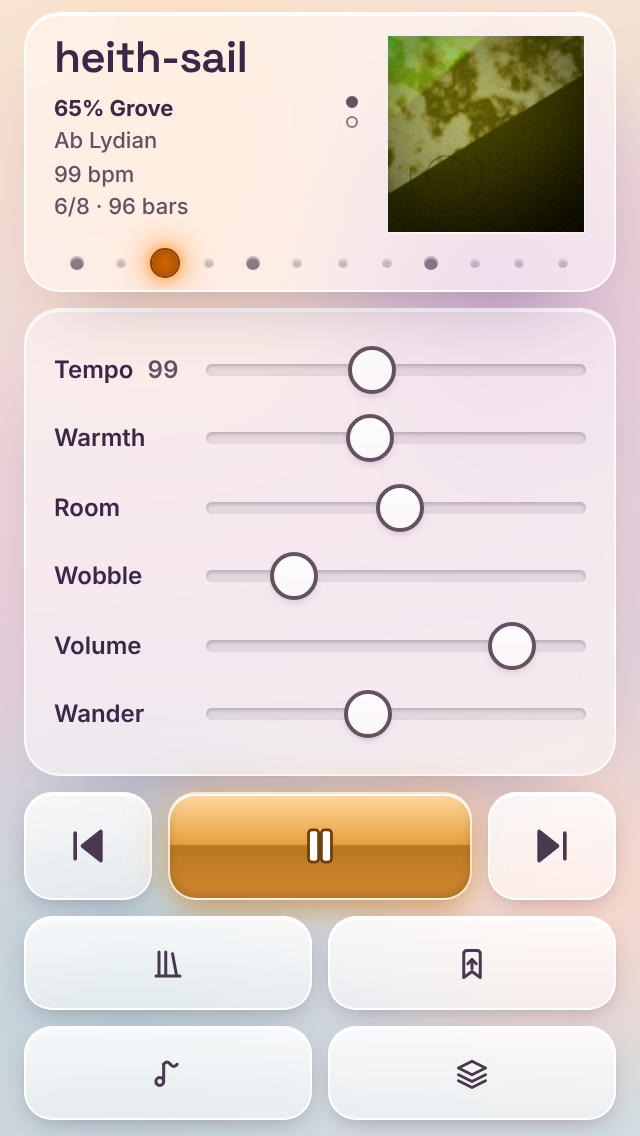 heith-sail
65% Grove
Ab Lydian
99 bpm
6/8 · 96 bars
Tempo 99
Warmth
Room
Wobble
Volume
Wander